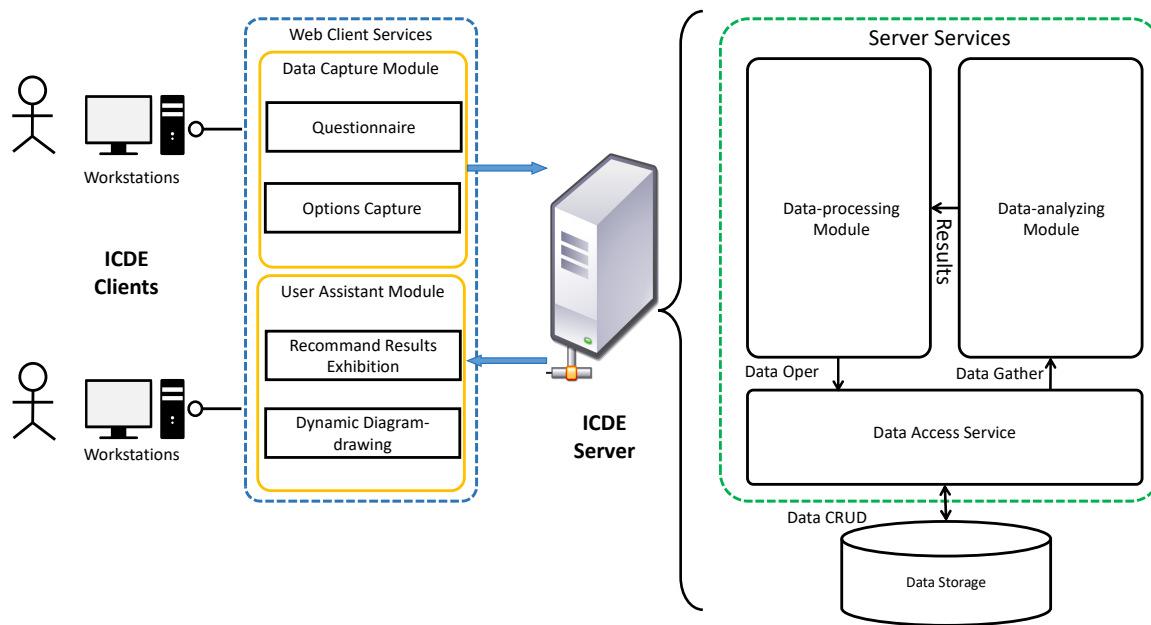 Web Client Services
Data Capture Module
Questionnaire
Options Capture
Workstations
ICDE
Clients
User Assistant Module
Recommand Results
Exhibition
Dynamic Diagram-
drawing
Workstations
ICDE
Server
Server Services
Data-processing
Module
Results
Data-analyzing
Module
Data Oper
Data Gather
Data Access Service
Data CRUD
Data Storage